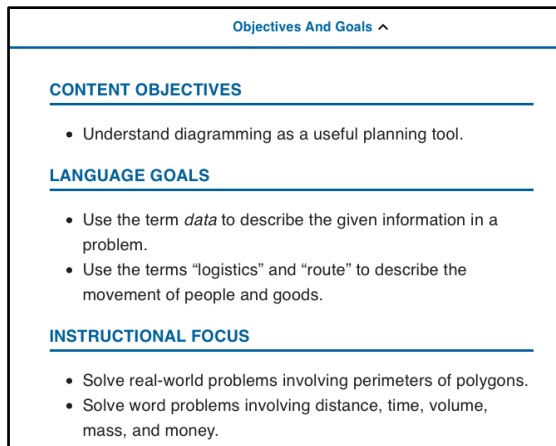 Objectives And Goals
CONTENT OBJECTIVES
• Understand diagramming as a useful planning tool.
LANGUAGE GOALS
• Use the term data to describe the given information in a
problem.
• Use the terms “logistics” and “route” to describe the
movement of people and goods.
INSTRUCTIONAL FOCUS
• Solve real-world problems involving perimeters of polygons.
• Solve word problems involving distance, time, volume,
mass, and money.